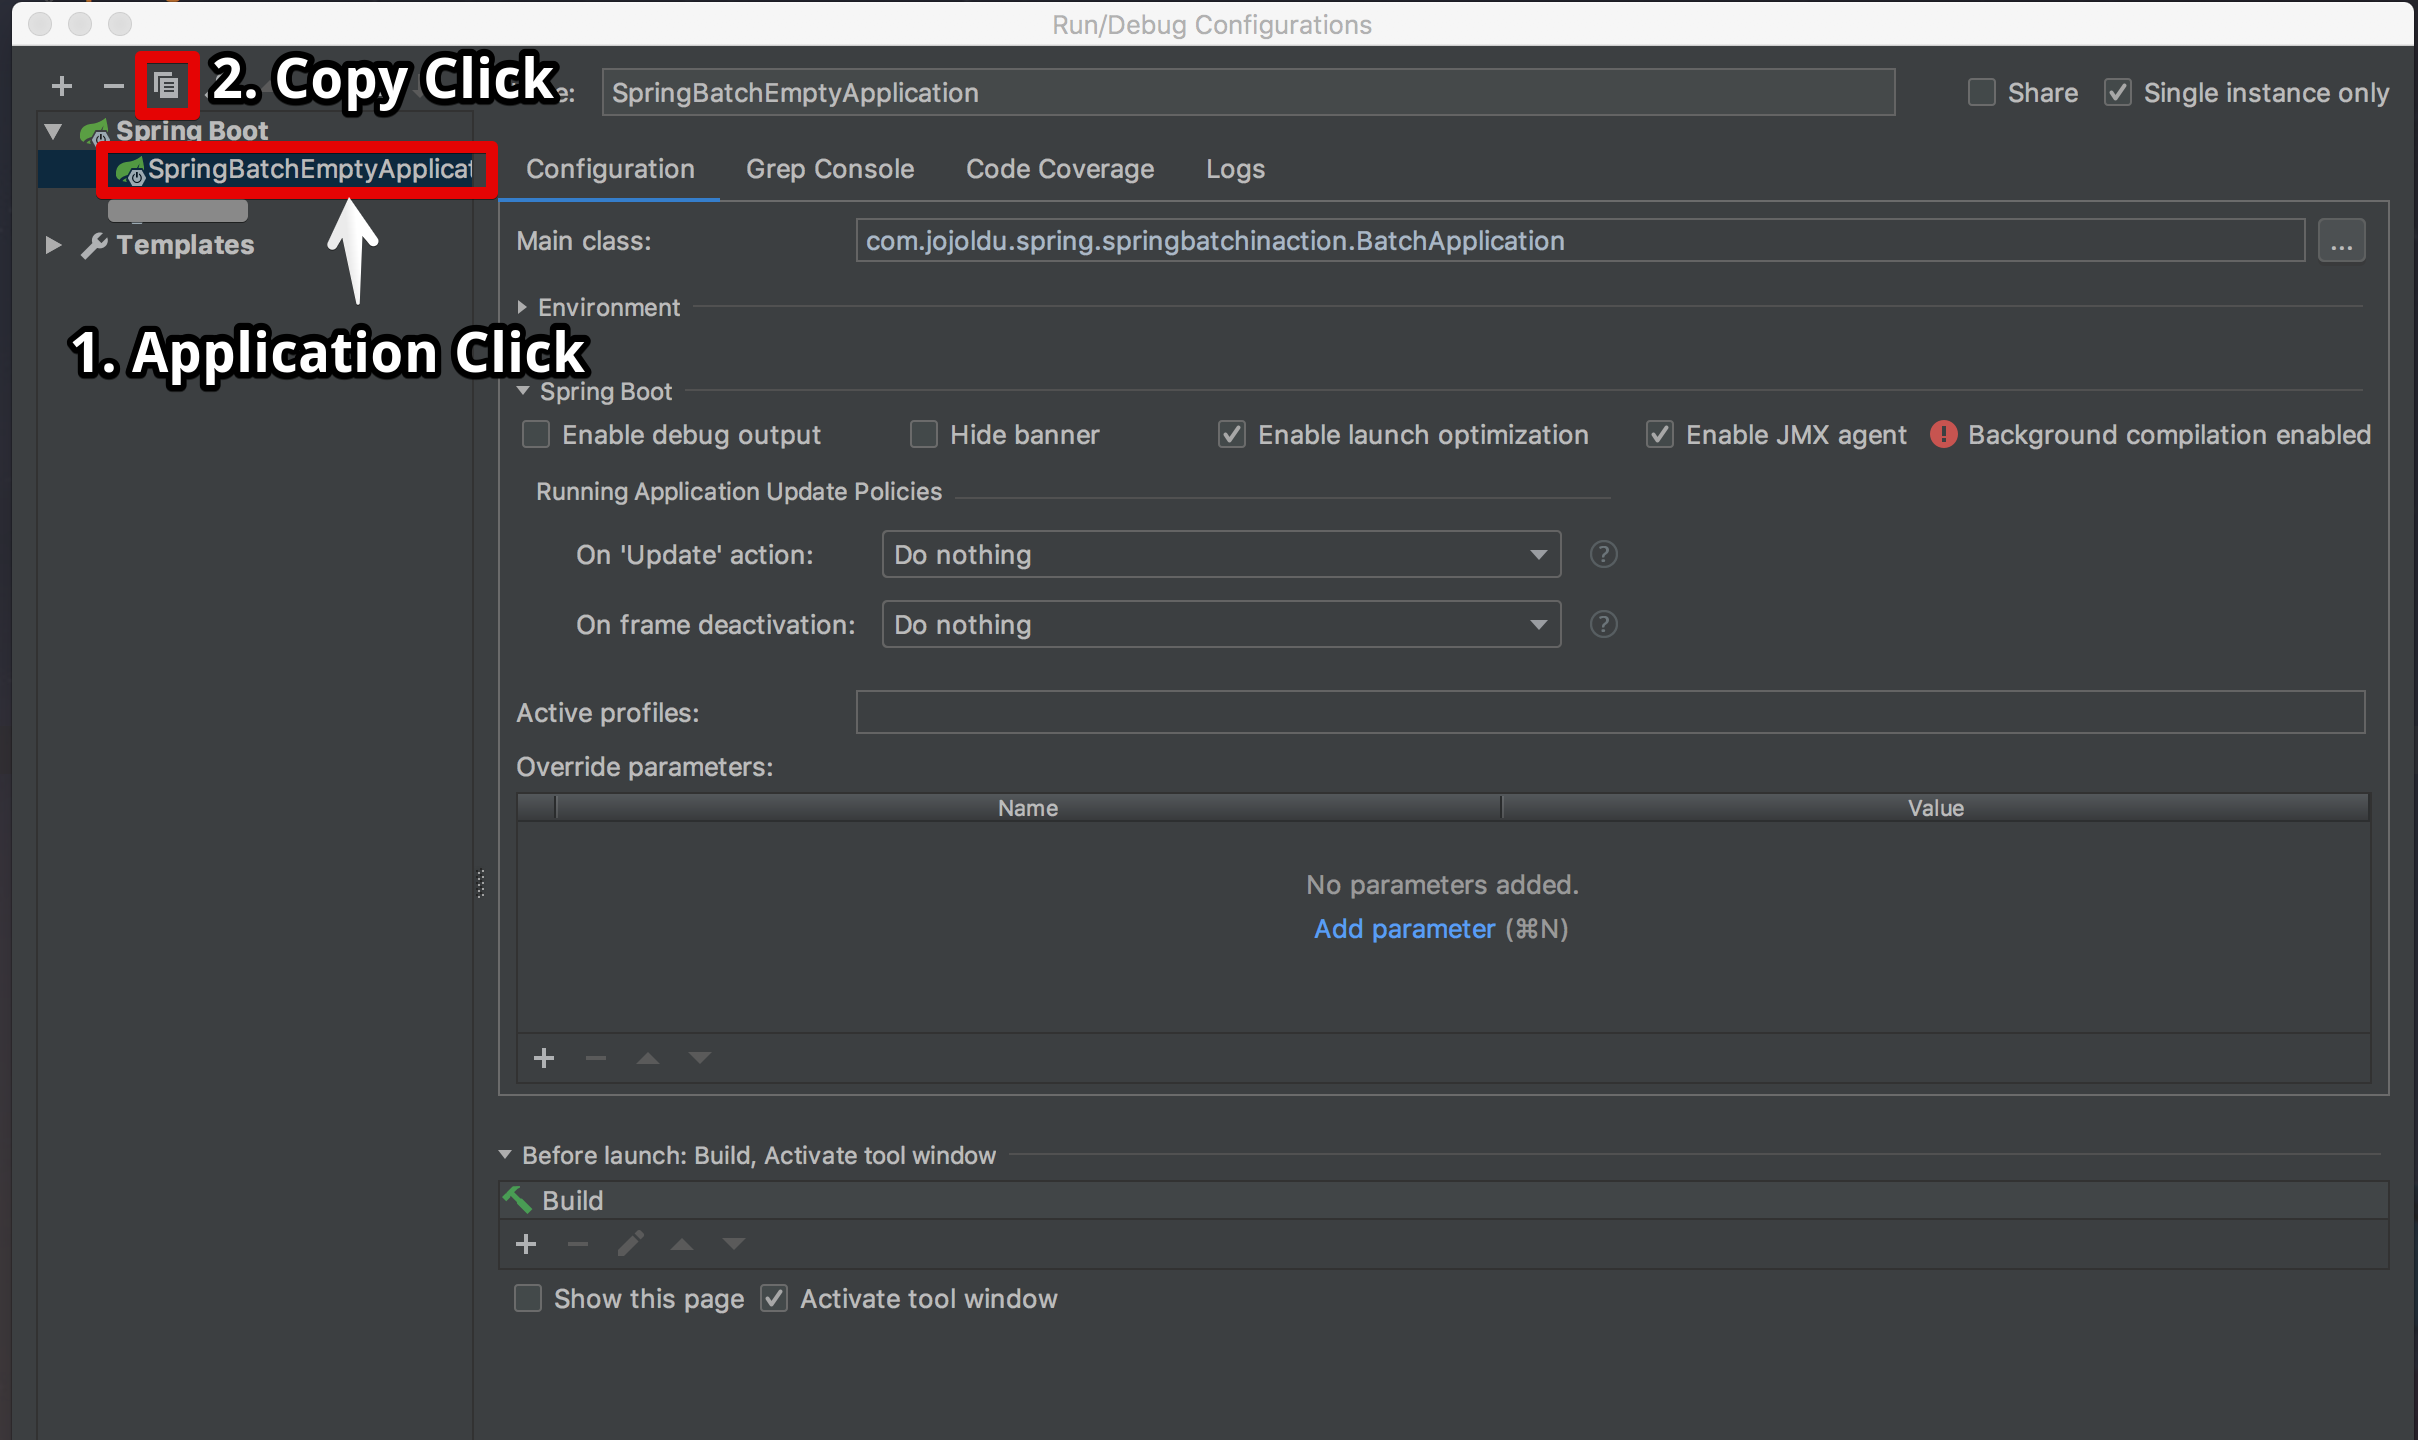 Run/Debug Configurations
2. Copy Click
e:
SpringBatchEmptyApplication
Share
Single instance only
Spring Boot
SpringBatchEmptyApplicat
Templates
1. Application Click
Configuration
Grep Console
Code Coverage
Logs
Main class:
com.jojoldu.spring.springbatchinaction.BatchApplication
...
Environment
Spring Boot
Enable debug output
Hide banner
Enable launch optimization
Enable JMX agent
Background compilation enabled
Running Application Update Policies
On 'Update' action:
Do nothing
?
On frame deactivation:
Do nothing
?
Active profiles:
Override parameters:
Name
Value
No parameters added.
Add parameter (⌘N)
Before launch: Build, Activate tool window
Build
Show this page
Activate tool window